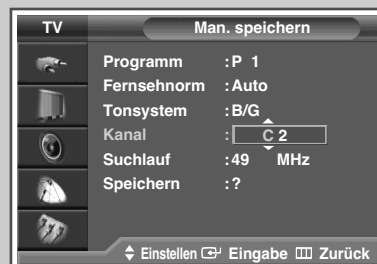 TV
Man. speichern
Programm :P 1
Fernsehnorm :Auto
Tonsystem :B/G
Kanal : C 2
Suchlauf :49 MHz
Speichern :?
Einstellen Eingabe Zurück